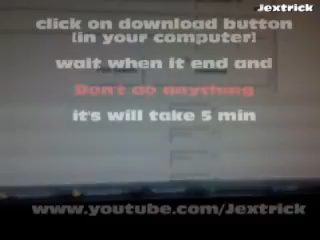 Jextrick
click on download button
[in your computer]
wait when it end and
Don't do anything
it's will take 5 min
www.youtube.com/Jextrick